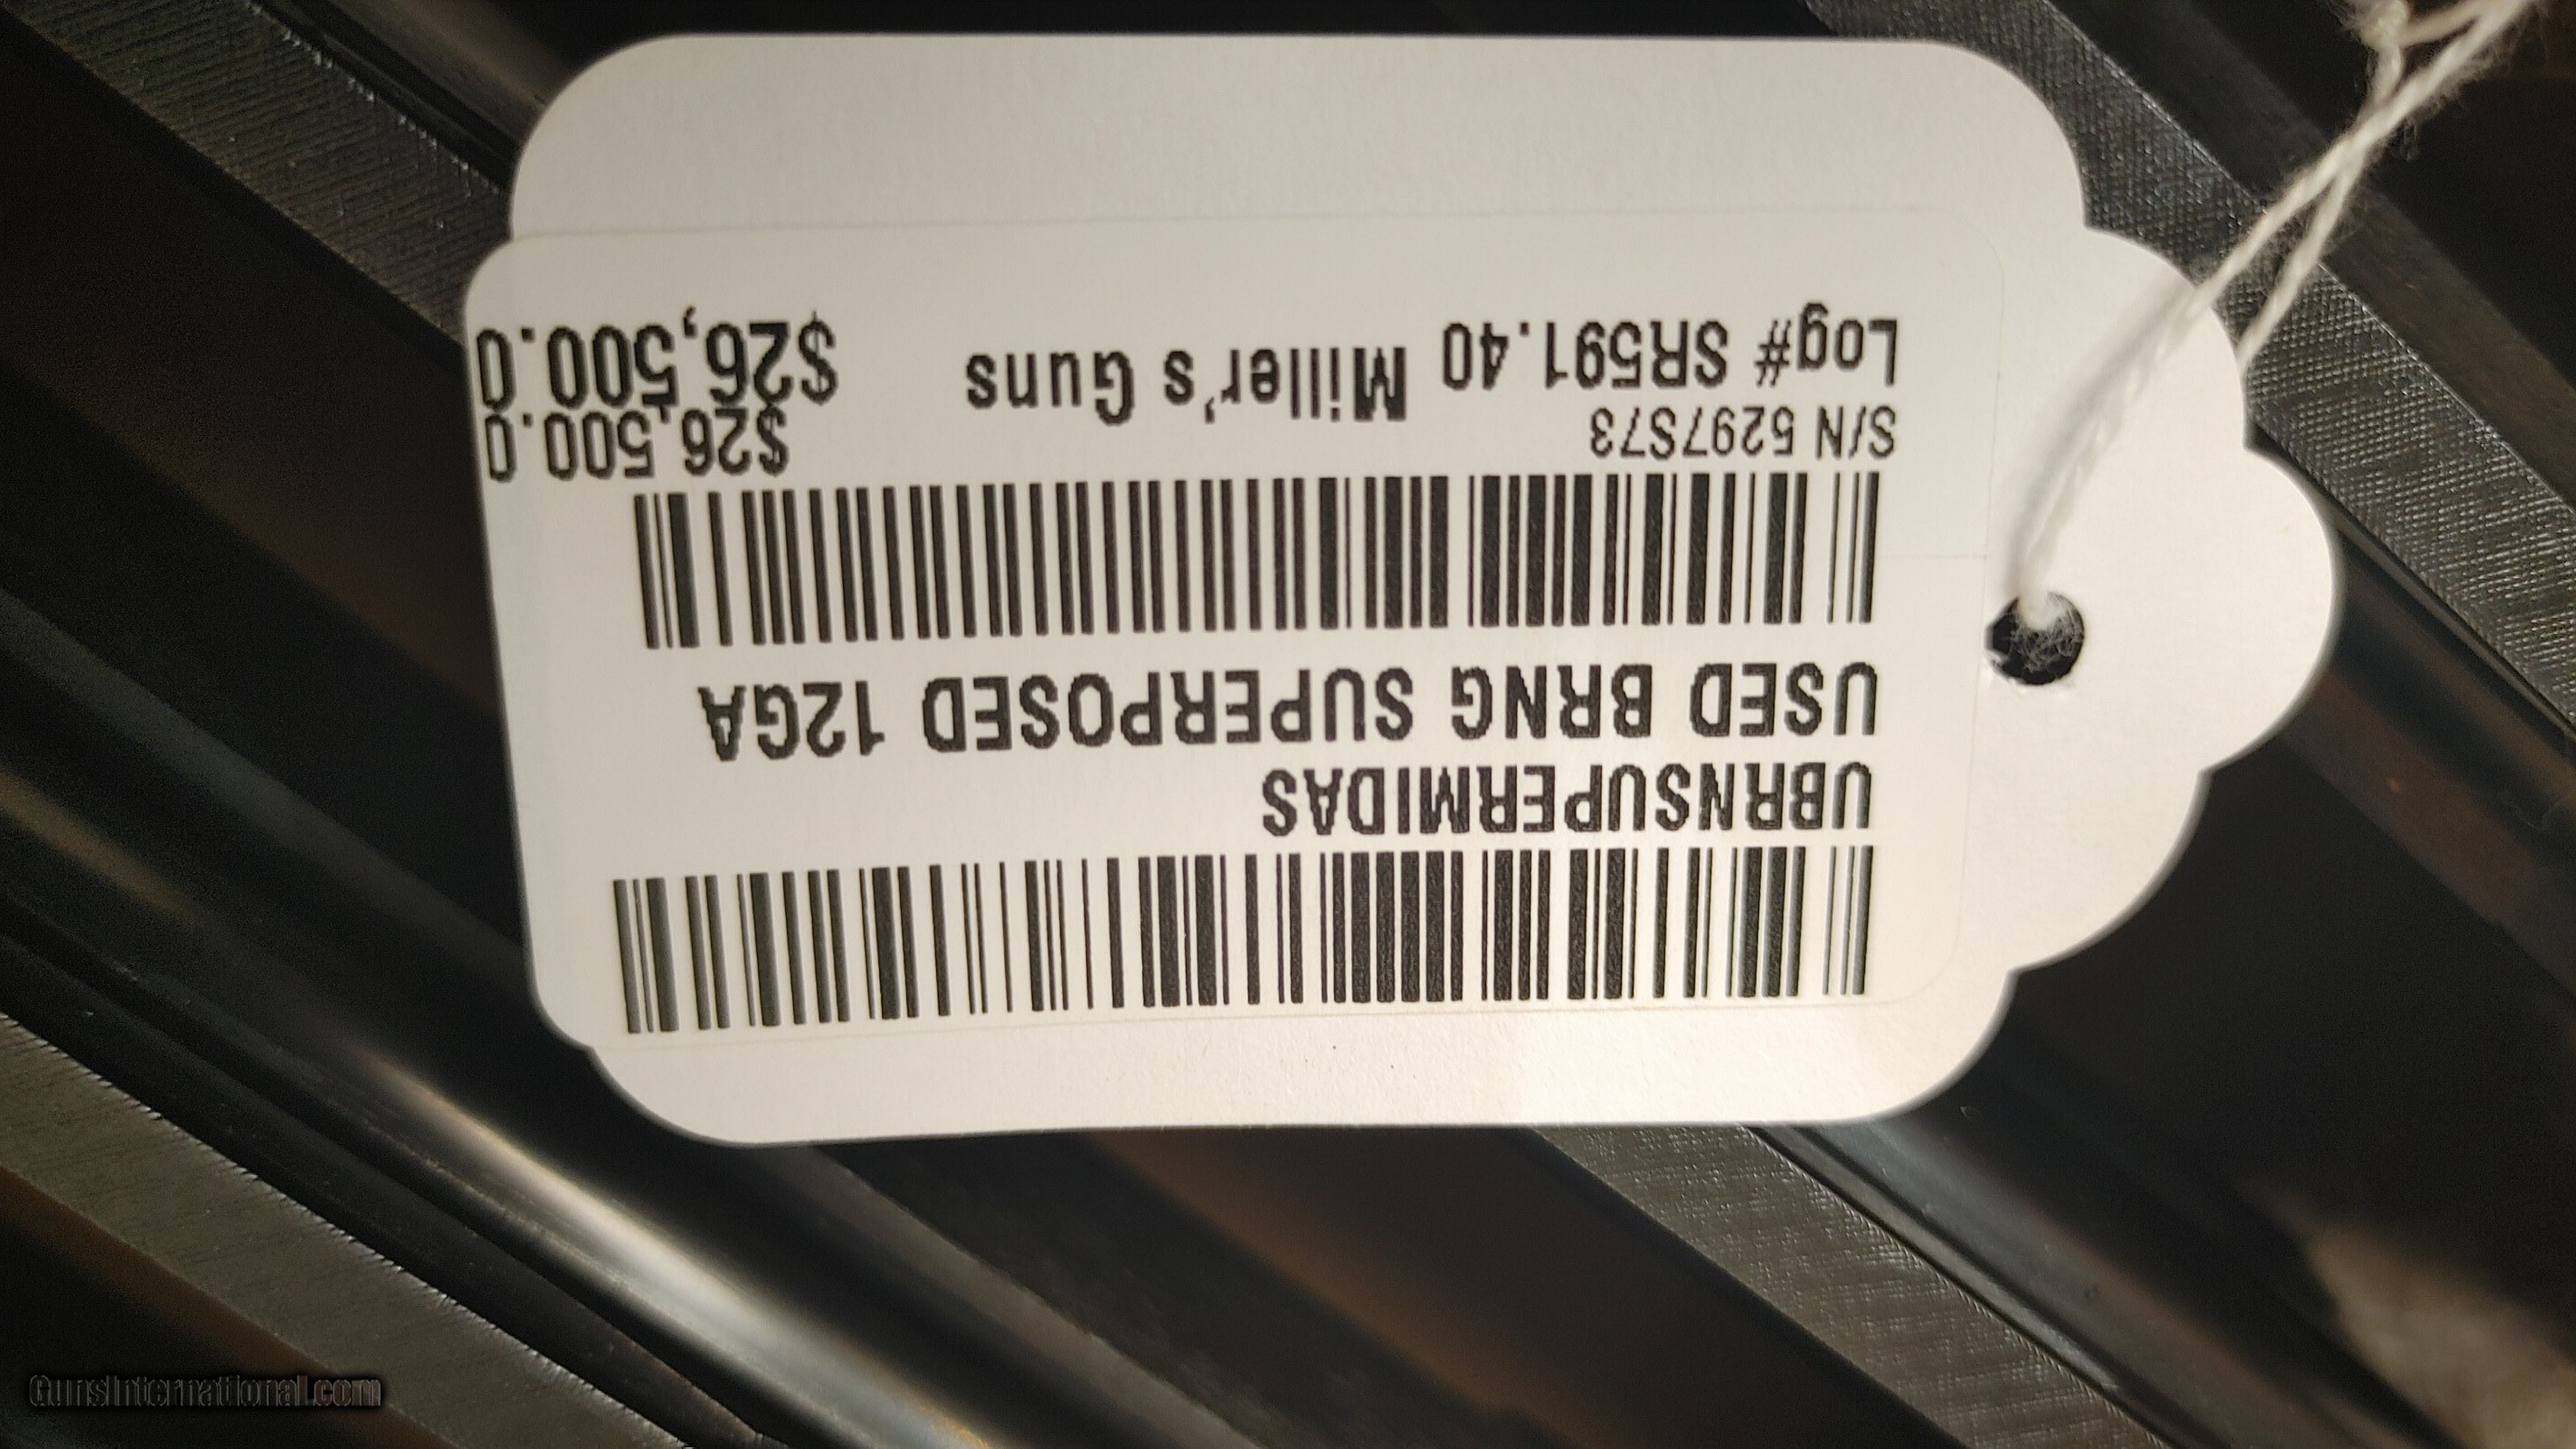 UBRNSUPERMIDAS
USED BRNG SUPERPOSED 12GA
S/N 5297S73
$26,500.0
Log# SR591.40 Miller's Guns
$26,500.0
GunsInternational.com